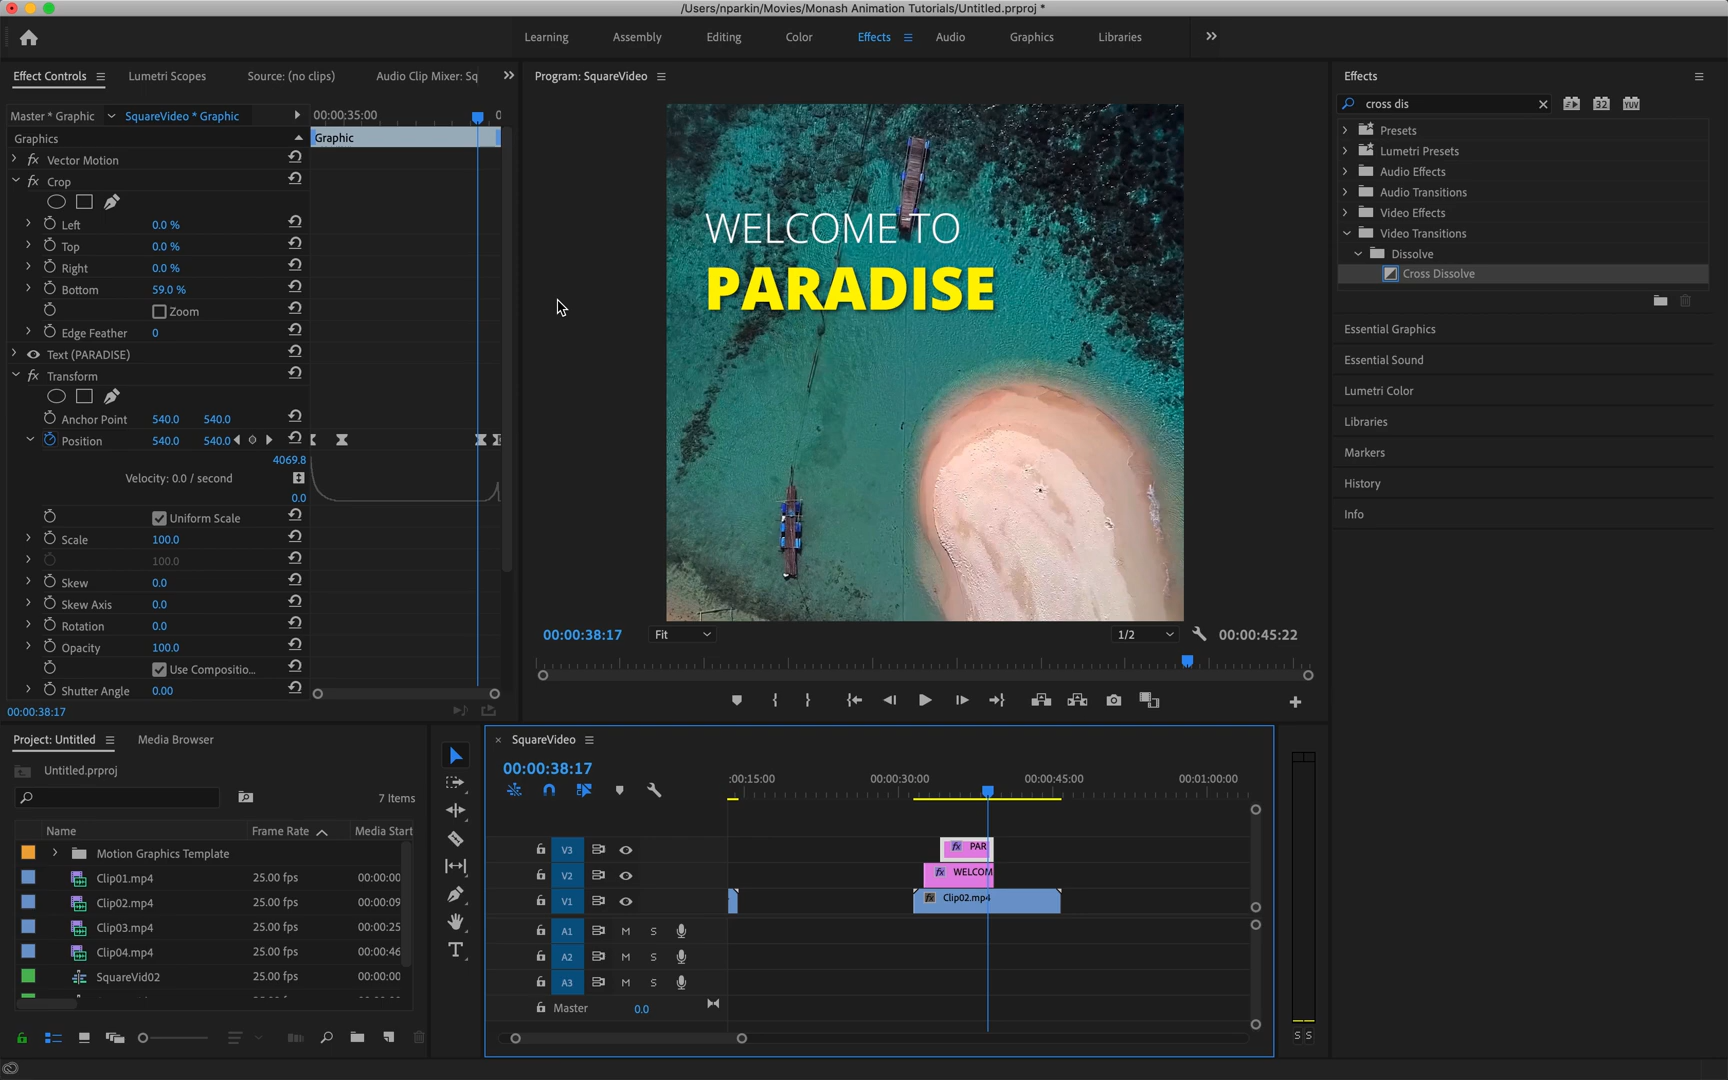 /Users/nparkin/Movies/Monash Animation Tutorials/Untitled.prproj *
Learning
Assembly
Editing
Color
Effects
Audio
Graphics
Libraries
Effect Controls
Lumetri Scopes
Source: (no clips)
Audio Clip Mixer: Sq
Master * Graphic
SquareVideo * Graphic
00:00:35:00
0
Graphics
Graphic
fx Vector Motion
fx Crop
Left 0.0 %
Top 0.0 %
Right 0.0 %
Bottom 59.0 %
Zoom
Edge Feather 0
Text (PARADISE)
fx Transform
Anchor Point 540.0 540.0
Position 540.0 540.0
4069.8
Velocity: 0.0 / second
0.0
Uniform Scale
Scale 100.0
100.0
Skew 0.0
Skew Axis 0.0
Rotation 0.0
Opacity 100.0
Use Compositio...
Shutter Angle 0.00
00:00:38:17
Program: SquareVideo
WELCOME TO
PARADISE
00:00:38:17
Fit
1/2
00:00:45:22
Effects
cross dis
32
YUV
Presets
Lumetri Presets
Audio Effects
Audio Transitions
Video Effects
Video Transitions
Dissolve
Cross Dissolve
Essential Graphics
Essential Sound
Lumetri Color
Libraries
Markers
History
Info
Project: Untitled
Media Browser
Untitled.prproj
7 Items
Name Frame Rate Media Start
Motion Graphics Template
Clip01.mp4 25.00 fps 00:00:00
Clip02.mp4 25.00 fps 00:00:09
Clip03.mp4 25.00 fps 00:00:25
Clip04.mp4 25.00 fps 00:00:46
SquareVid02 25.00 fps 00:00:00
T
SquareVideo
00:00:38:17
:00:15:00
00:00:30:00
00:00:45:00
00:01:00:00
V3
fx PAR
V2
fx WELCOM
V1
fx Clip02.mp4
A1 M S
A2 M S
A3 M S
Master 0.0
S S